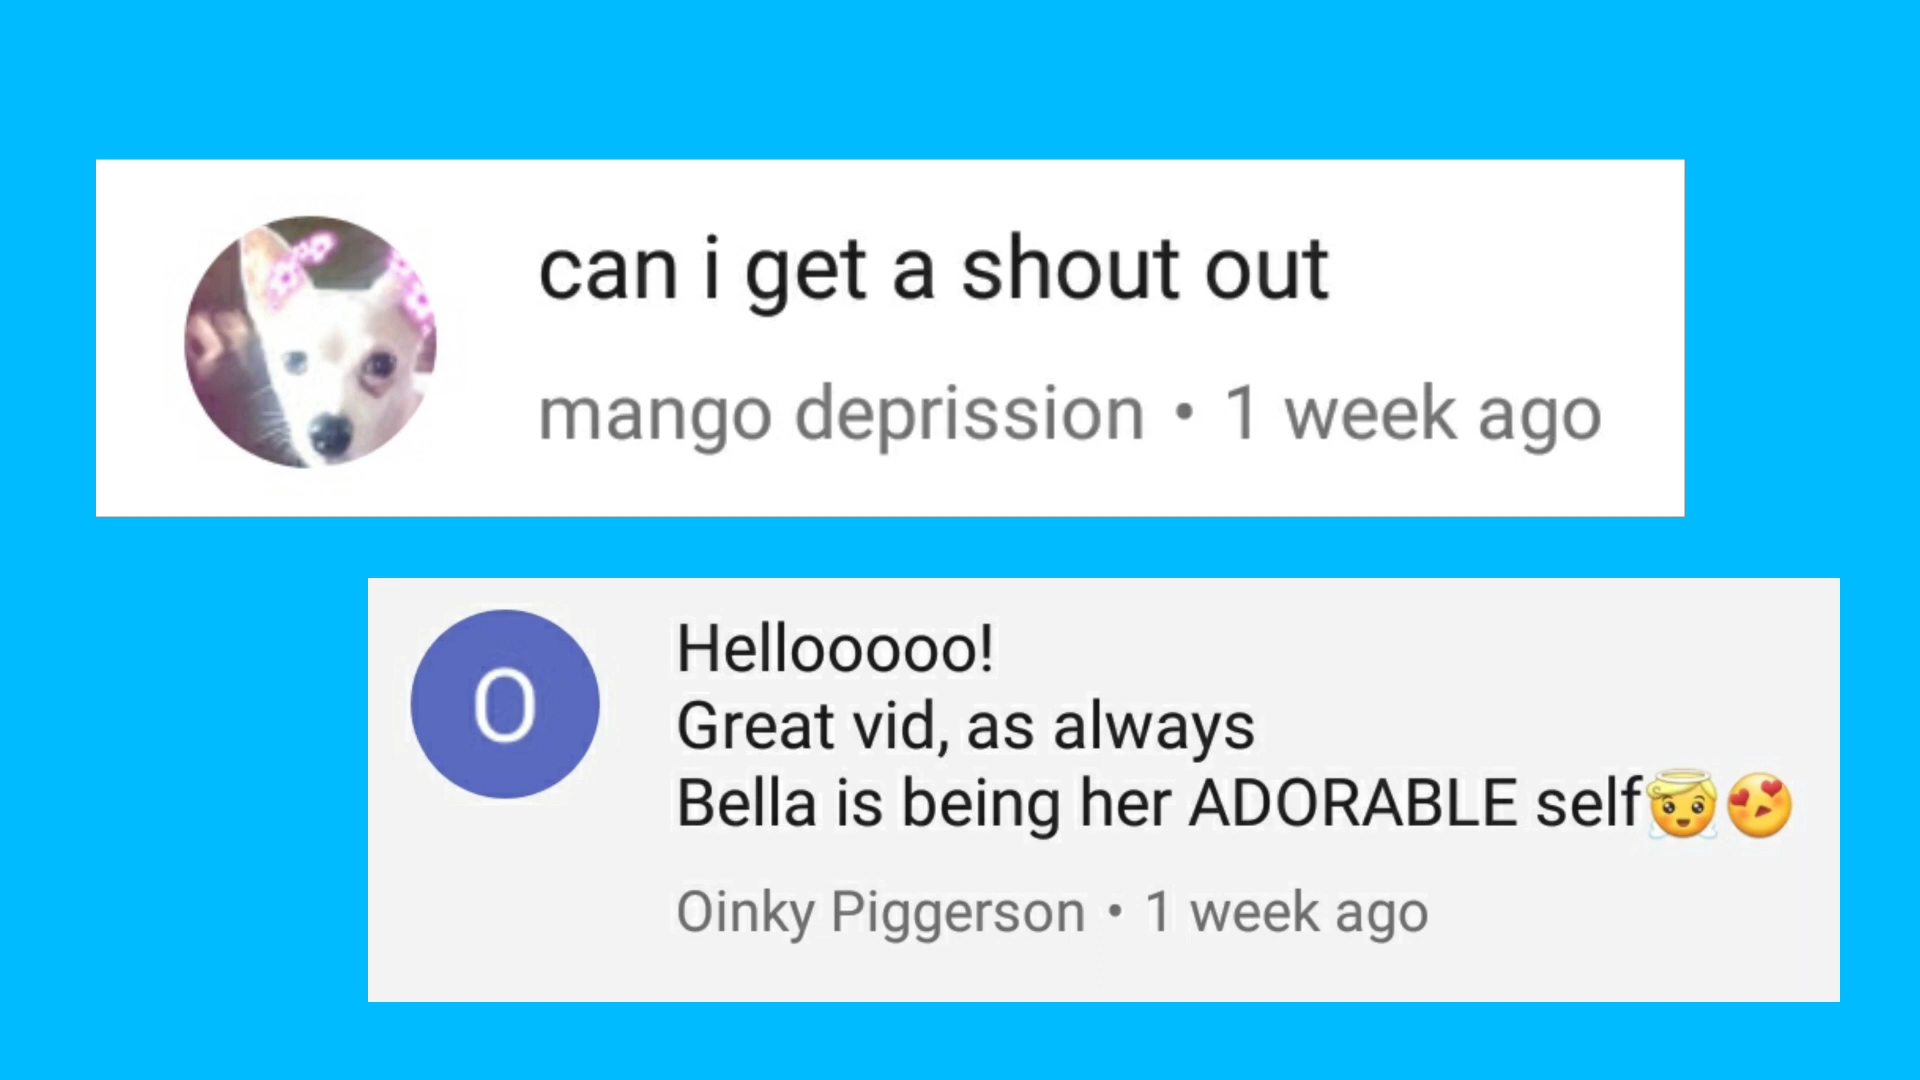 can i get a shout out
mango deprission • 1 week ago
O
Hellooooo!
Great vid, as always
Bella is being her ADORABLE self😇😍
Oinky Piggerson • 1 week ago